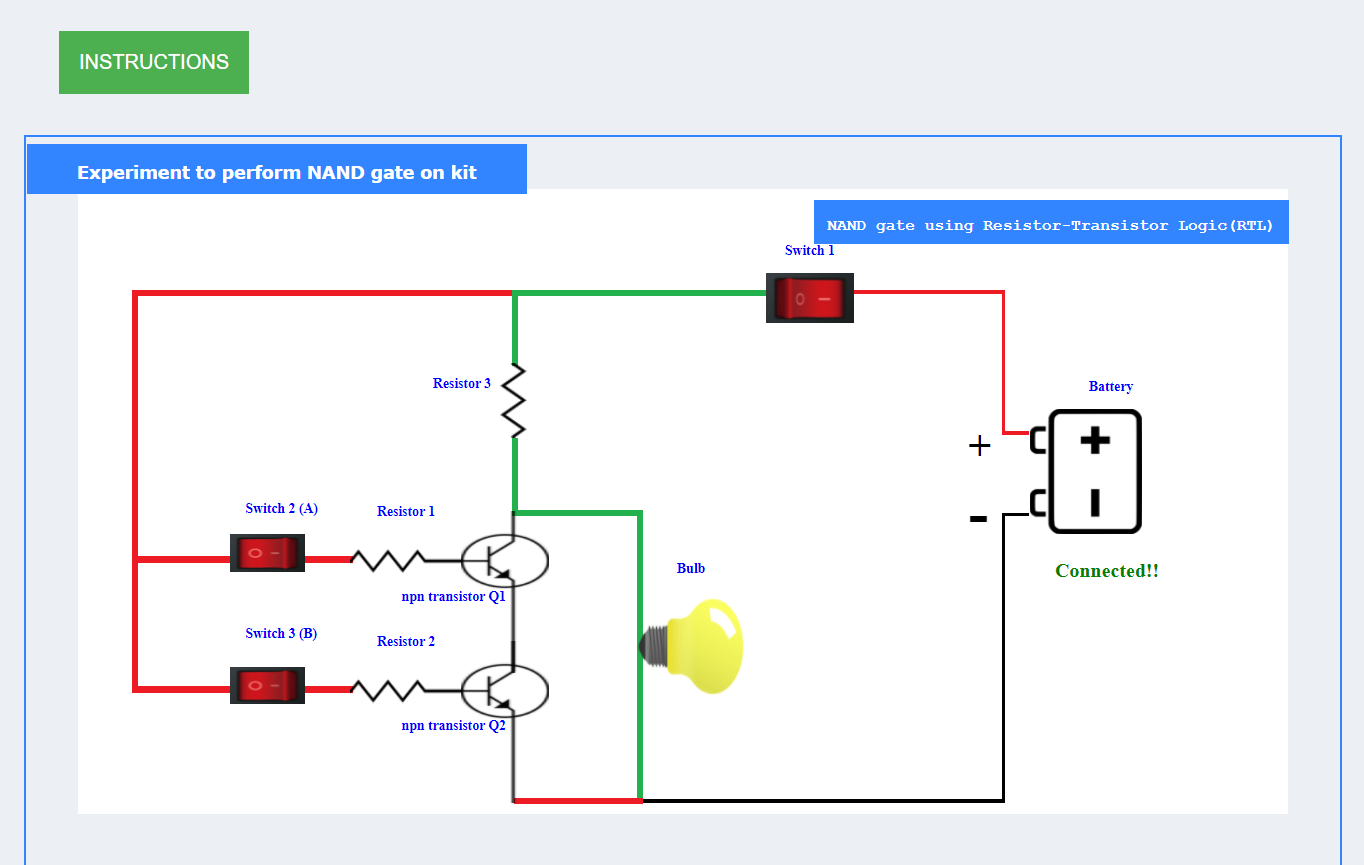 INSTRUCTIONS
Experiment to perform NAND gate on kit
NAND gate using Resistor-Transistor Logic(RTL)
Switch 1
Resistor 3
Battery
+
-
Switch 2 (A)
Resistor 1
npn transistor Q1
Bulb
Connected!!
Switch 3 (B)
Resistor 2
npn transistor Q2